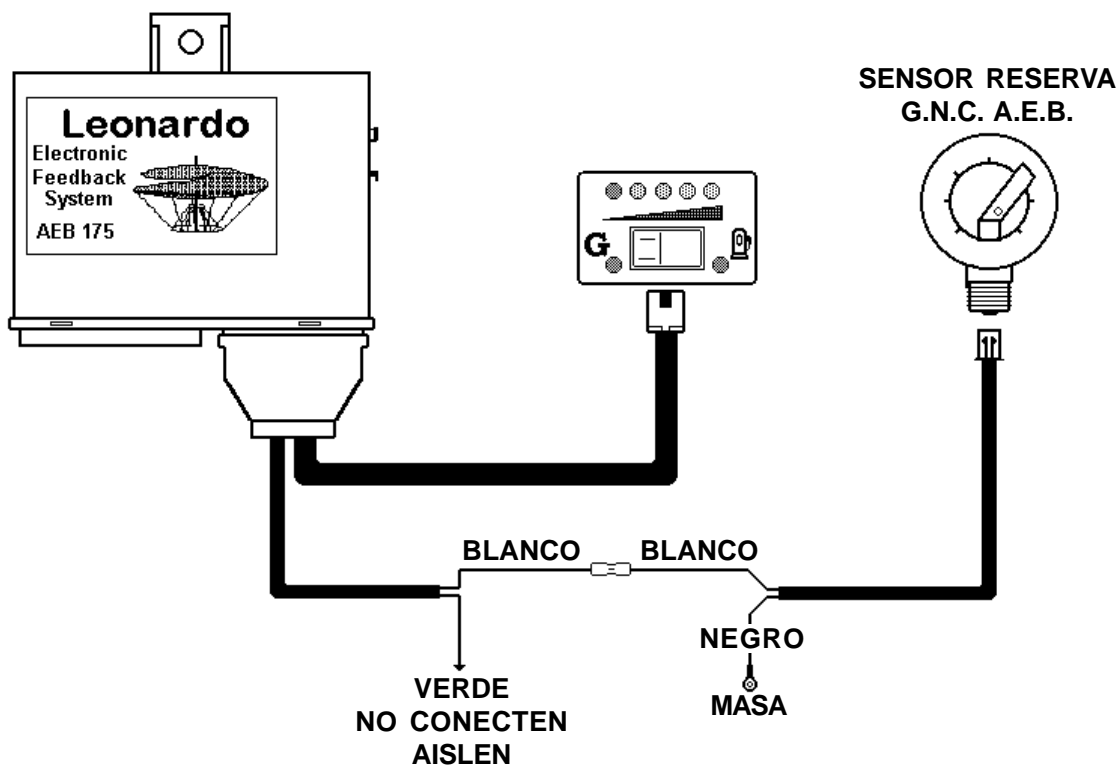 Leonardo
Electronic
Feedback
System
AEB 175
G
SENSOR RESERVA
G.N.C. A.E.B.
BLANCO
BLANCO
NEGRO
MASA
VERDE
NO CONECTEN
AISLEN